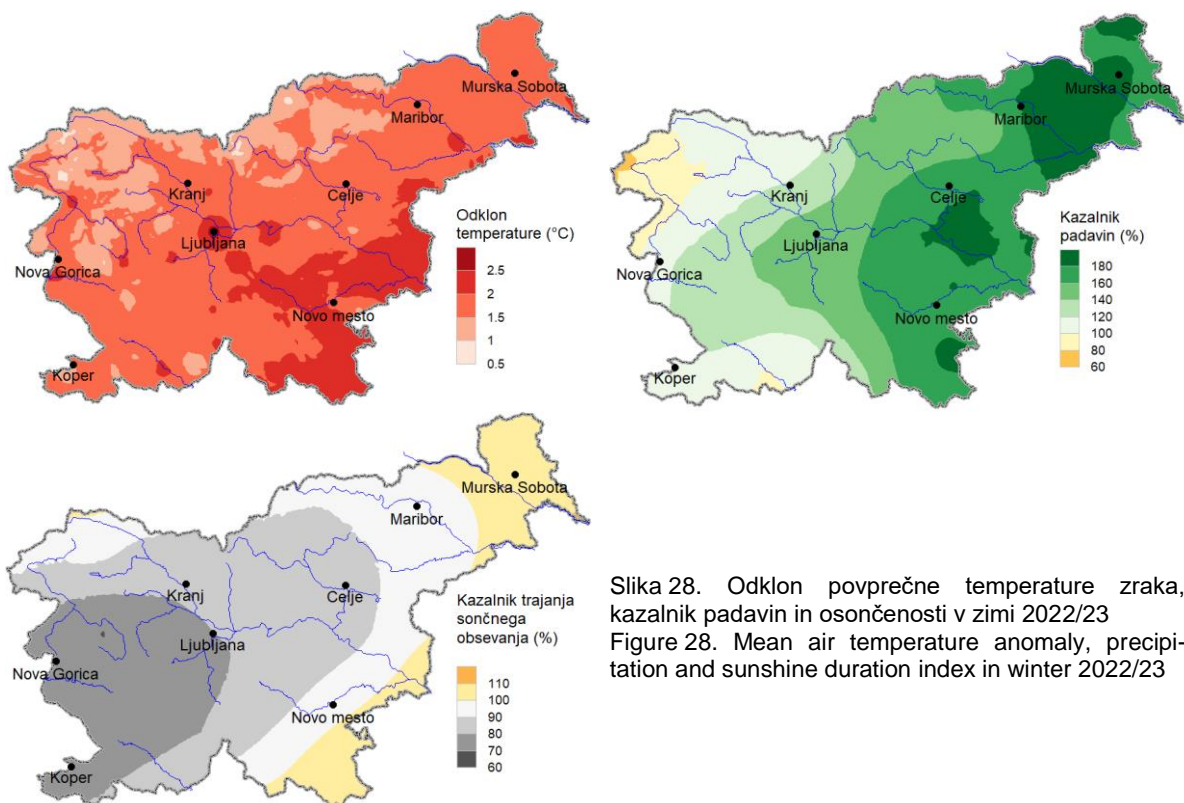 Murska Sobota
Maribor
Kranj
Celje
Ljubljana
Nova Gorica
Novo mesto
Koper
Odklon
temperature (°C)
2.5
2
1.5
1
0.5
Murska Sobota
Maribor
Kranj
Celje
Ljubljana
Nova Gorica
Novo mesto
Koper
Kazalnik
padavin (%)
180
160
140
120
100
80
60
Murska Sobota
Maribor
Kranj
Celje
Ljubljana
Nova Gorica
Novo mesto
Koper
Kazalnik trajanja
sončnega
obsevanja (%)
110
100
90
80
70
60
Slika 28. Odklon povprečne temperature zraka,
kazalnik padavin in osončenosti v zimi 2022/23
Figure 28. Mean air temperature anomaly, precipi-
tation and sunshine duration index in winter 2022/23